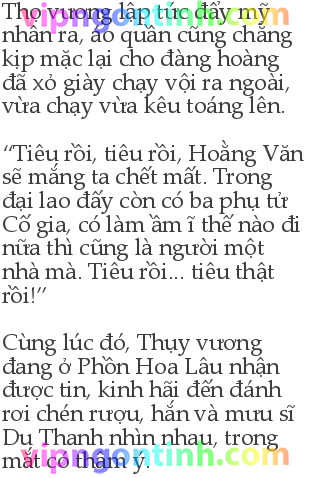 Thọ vương lập tức đẩy mỹ
nhân ra, áo quần cũng chẳng
kịp mặc lại cho đàng hoàng
đã xỏ giày chạy vội ra ngoài,
vừa chạy vừa kêu toáng lên.
“Tiêu rồi, tiêu rồi, Hoằng Văn
sẽ mắng ta chết mất. Trong
đại lao đấy còn có ba phụ tử
Cố gia, có làm ầm ĩ thế nào đi
nữa thì cũng là người một
nhà mà. Tiêu rồi... tiêu thật
rồi!”
Cùng lúc đó, Thụy vương
đang ở Phồn Hoa Lâu nhận
được tin, kinh hãi đến đánh
rơi chén rượu, hắn và mưu sĩ
Dụ Thanh nhìn nhau, trong
mắt có thâm ý.
vipngontinh.com
vipngontinh.com